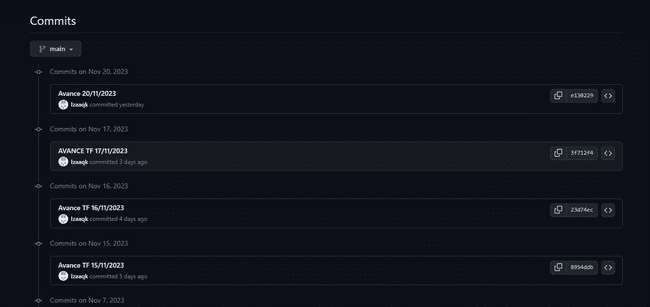 Commits
main
Commits on Nov 20, 2023
Avance 20/11/2023
Izaaqk committed yesterday
e130229
Commits on Nov 17, 2023
AVANCE TF 17/11/2023
Izaaqk committed 3 days ago
3f712f4
Commits on Nov 16, 2023
Avance TF 16/11/2023
Izaaqk committed 4 days ago
23d74ec
Commits on Nov 15, 2023
Avance TF 15/11/2023
Izaaqk committed 5 days ago
8954ddb
Commits on Nov 7, 2023